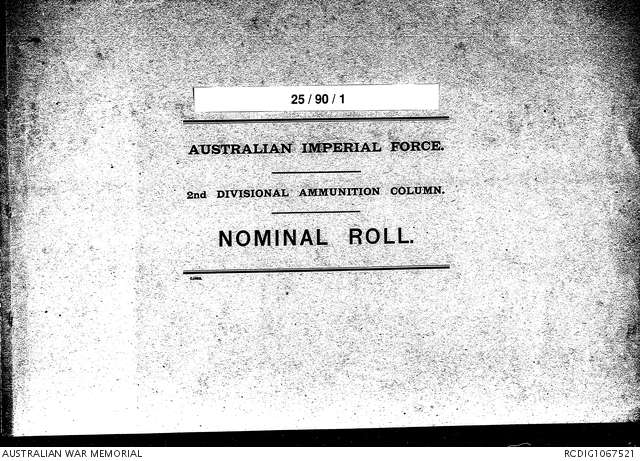 25 / 90 / 1
AUSTRALIAN IMPERIAL FORCE.
2nd DIVISIONAL AMMUNITION COLUMN.
NOMINAL ROLL.
AUSTRALIAN WAR MEMORIAL
RCDIG1067521